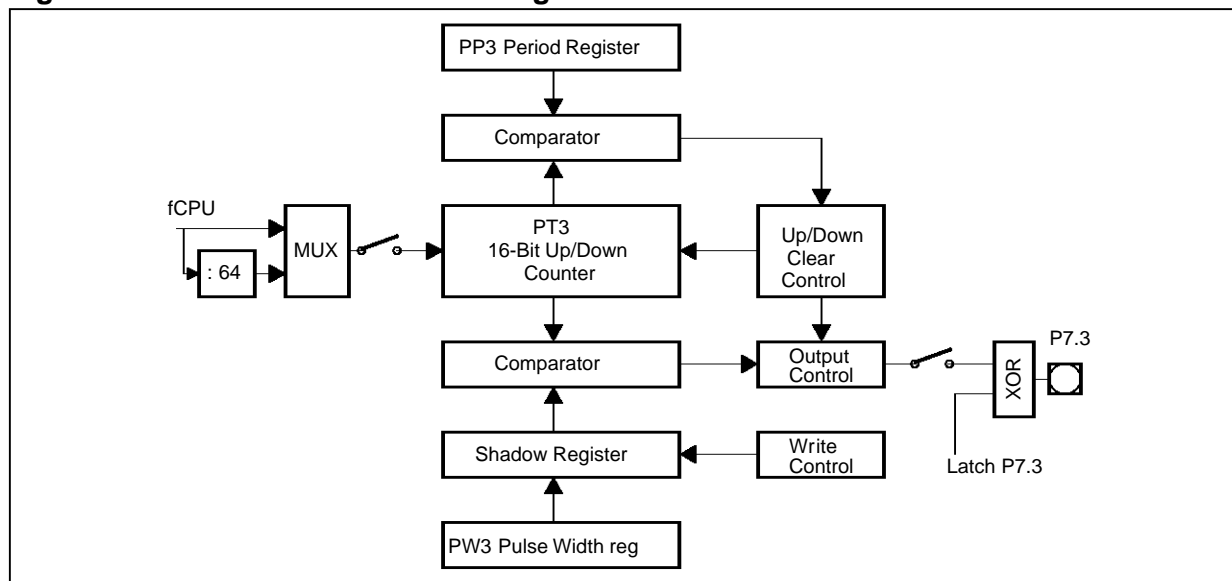 PP3 Period Register
Comparator
fCPU
MUX
: 64
PT3
16-Bit Up/Down
Counter
Up/Down
Clear
Control
Comparator
Output
Control
P7.3
XOR
Latch P7.3
Shadow Register
Write
Control
PW3 Pulse Width reg